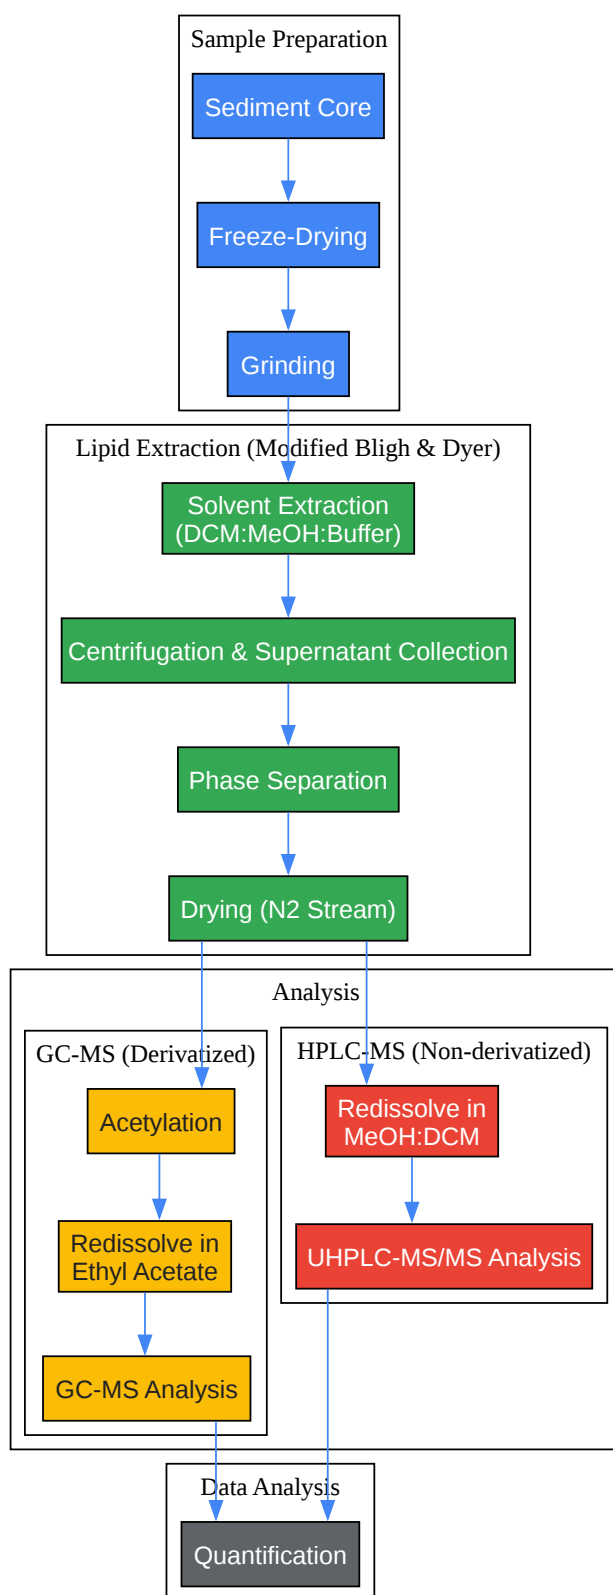 Sample Preparation
Sediment Core
Freeze-Drying
Grinding
Lipid Extraction (Modified Bligh & Dyer)
Solvent Extraction
(DCM:MeOH:Buffer)
Centrifugation & Supernatant Collection
Phase Separation
Drying (N2 Stream)
Analysis
GC-MS (Derivatized)
Acetylation
Redissolve in
Ethyl Acetate
GC-MS Analysis
HPLC-MS (Non-derivatized)
Redissolve in
MeOH:DCM
UHPLC-MS/MS Analysis
Data Analysis
Quantification